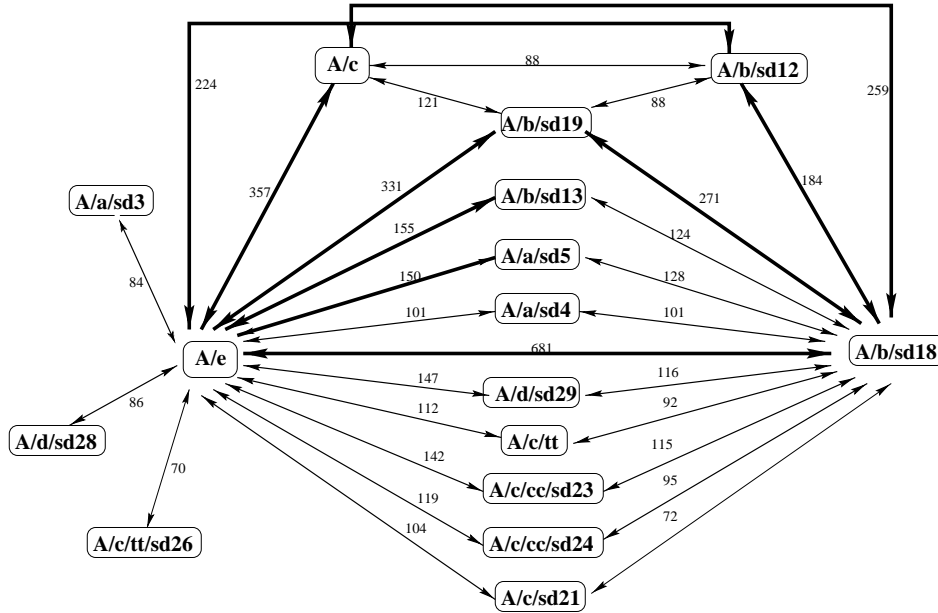 A/c
88
A/b/sd12
224
259
121
88
A/b/sd19
357
331
A/b/sd13
271
184
A/a/sd3
155
124
A/a/sd5
84
150
128
A/a/sd4
101
101
A/e
681
A/b/sd18
147
116
86
A/d/sd29
112
92
A/d/sd28
A/c/tt
142
115
70
A/c/cc/sd23
95
119
72
104
A/c/tt/sd26
A/c/cc/sd24
A/c/sd21